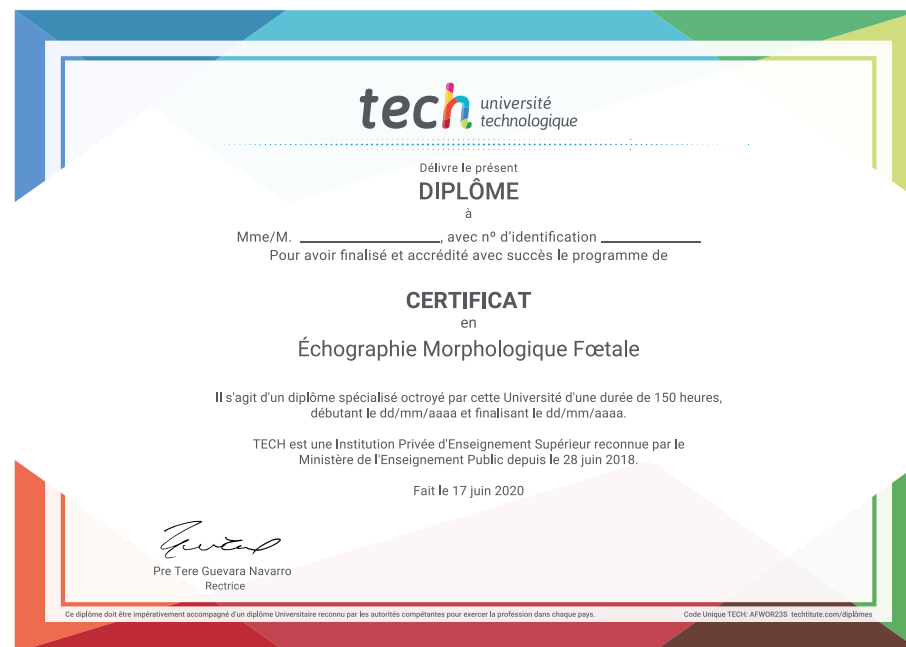 tech université
technologique
Délivre le présent
DIPLÔME
à
Mme/M. ____________________, avec nº d'identification ______________
Pour avoir finalisé et accrédité avec succès le programme de
CERTIFICAT
en
Échographie Morphologique Fœtale
Il s'agit d'un diplôme spécialisé octroyé par cette Université d'une durée de 150 heures,
débutant le dd/mm/aaaa et finalisant le dd/mm/aaaa.
TECH est une Institution Privée d'Enseignement Supérieur reconnue par le
Ministère de l'Enseignement Public depuis le 28 juin 2018.
Fait le 17 juin 2020
Pre Tere Guevara Navarro
Rectrice
Ce diplôme doit être impérativement accompagné d'un diplôme Universitaire reconnu par les autorités compétentes pour exercer la profession dans chaque pays.
Code Unique TECH: AFWOR23S techtitute.com/diplômes